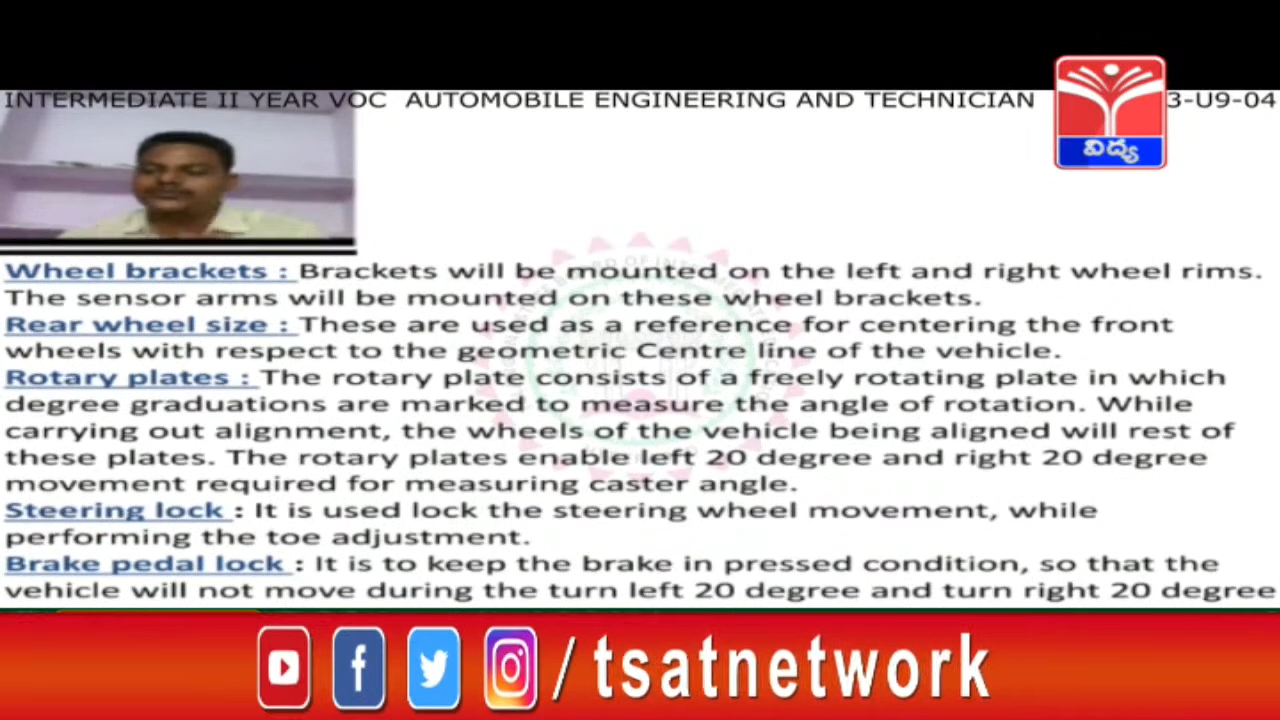 INTERMEDIATE II YEAR VOC AUTOMOBILE ENGINEERING AND TECHNICIAN 3-U9-04
విద్య
Wheel brackets : Brackets will be mounted on the left and right wheel rims.
The sensor arms will be mounted on these wheel brackets.
Rear wheel size : These are used as a reference for centering the front
wheels with respect to the geometric Centre line of the vehicle.
Rotary plates : The rotary plate consists of a freely rotating plate in which
degree graduations are marked to measure the angle of rotation. While
carrying out alignment, the wheels of the vehicle being aligned will rest of
these plates. The rotary plates enable left 20 degree and right 20 degree
movement required for measuring caster angle.
Steering lock : It is used lock the steering wheel movement, while
performing the toe adjustment.
Brake pedal lock : It is to keep the brake in pressed condition, so that the
vehicle will not move during the turn left 20 degree and turn right 20 degree
/ tsatnetwork